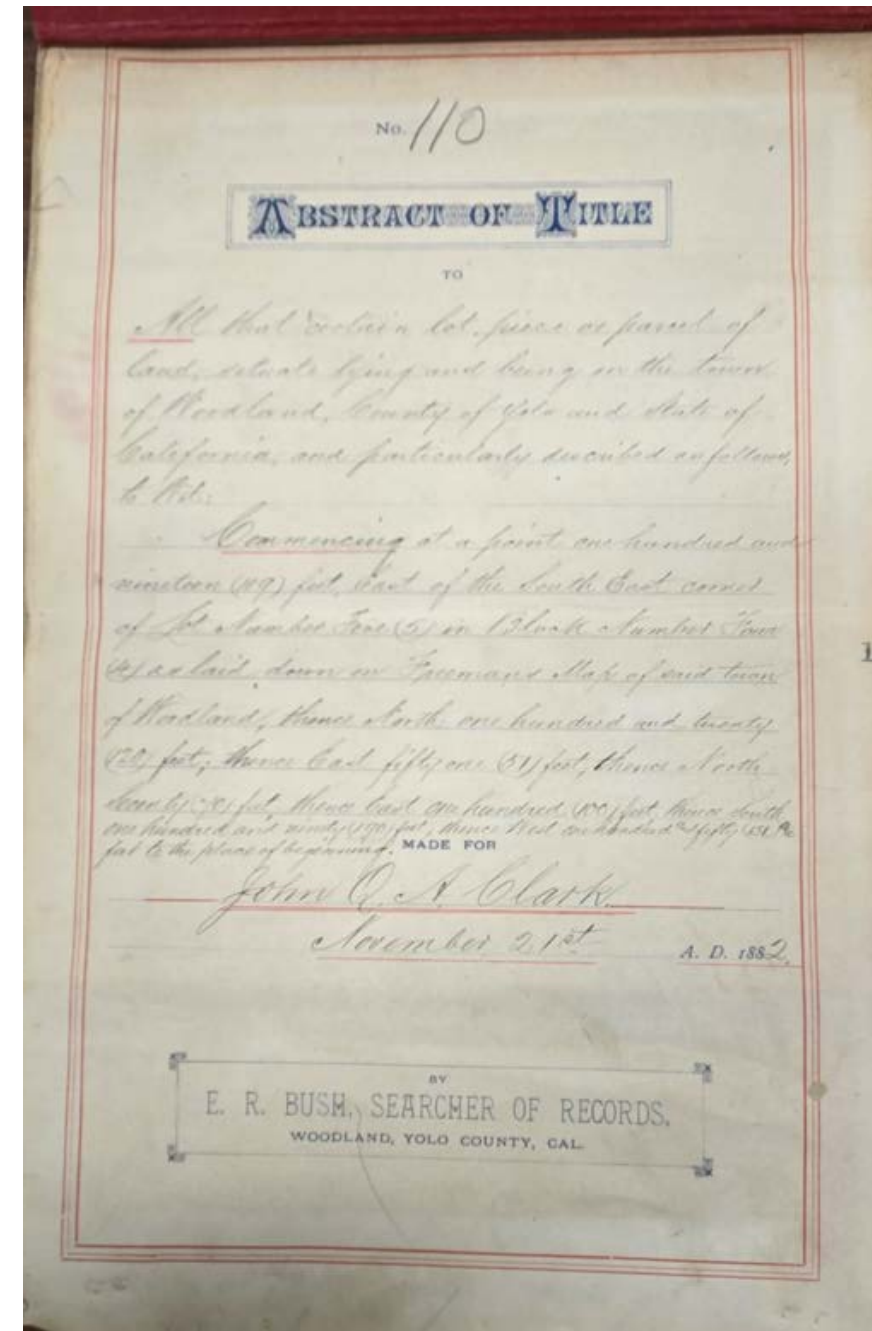 No. 110
ABSTRACT OF TITLE
TO
All that certain lot, piece or parcel of
land, situate lying and being in the town
of Woodland, County of Yolo and State of
California, and particularly described as follows,
to Wit:
Commencing at a point one hundred and
nineteen (119) feet, east of the South East corner
of Lot Number Five (5) in Block Number Four
(4) as laid down on Freemans Map of said town
of Woodland, thence North one hundred and twenty
(120) feet; thence East fifty one (51) feet, thence North
Seventy (70) feet, thence East one hundred (100) feet, thence South
one hundred and ninety (190) feet, thence West one hundred and fifty
feet to the place of beginning.
MADE FOR
John Q. A. Clark.
November 21st A. D. 1882.
BY
E. R. BUSH, SEARCHER OF RECORDS,
WOODLAND, YOLO COUNTY, CAL.
1